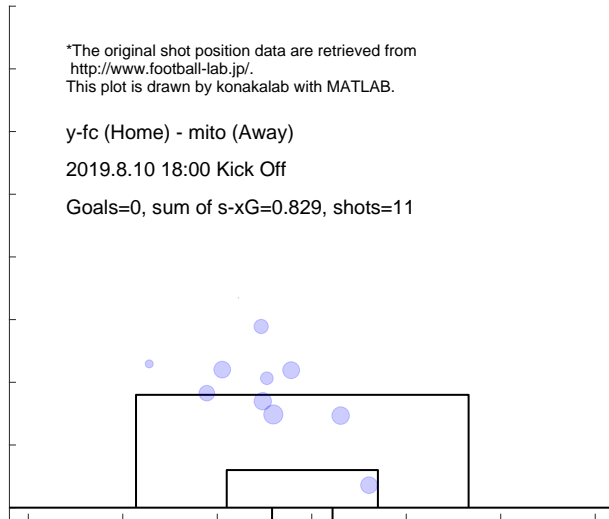 *The original shot position data are retrieved from
http://www.football-lab.jp/.
This plot is drawn by konakalab with MATLAB.
y-fc (Home) - mito (Away)
2019.8.10 18:00 Kick Off
Goals=0, sum of s-xG=0.829, shots=11